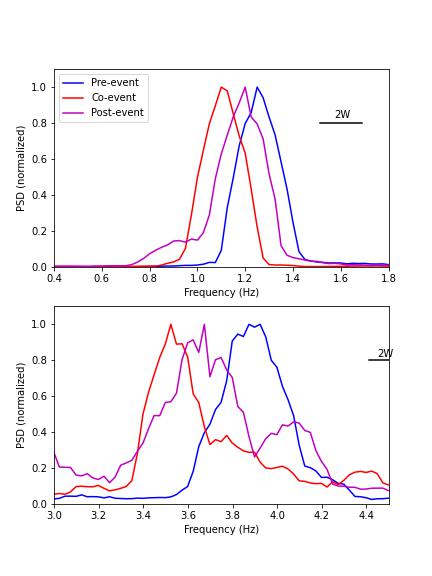 1.0
0.8
0.6
0.4
0.2
0.0
PSD (normalized)
Pre-event
Co-event
Post-event
2W
0.4 0.6 0.8 1.0 1.2 1.4 1.6 1.8
Frequency (Hz)
1.0
0.8
0.6
0.4
0.2
0.0
PSD (normalized)
2W
3.0 3.2 3.4 3.6 3.8 4.0 4.2 4.4
Frequency (Hz)